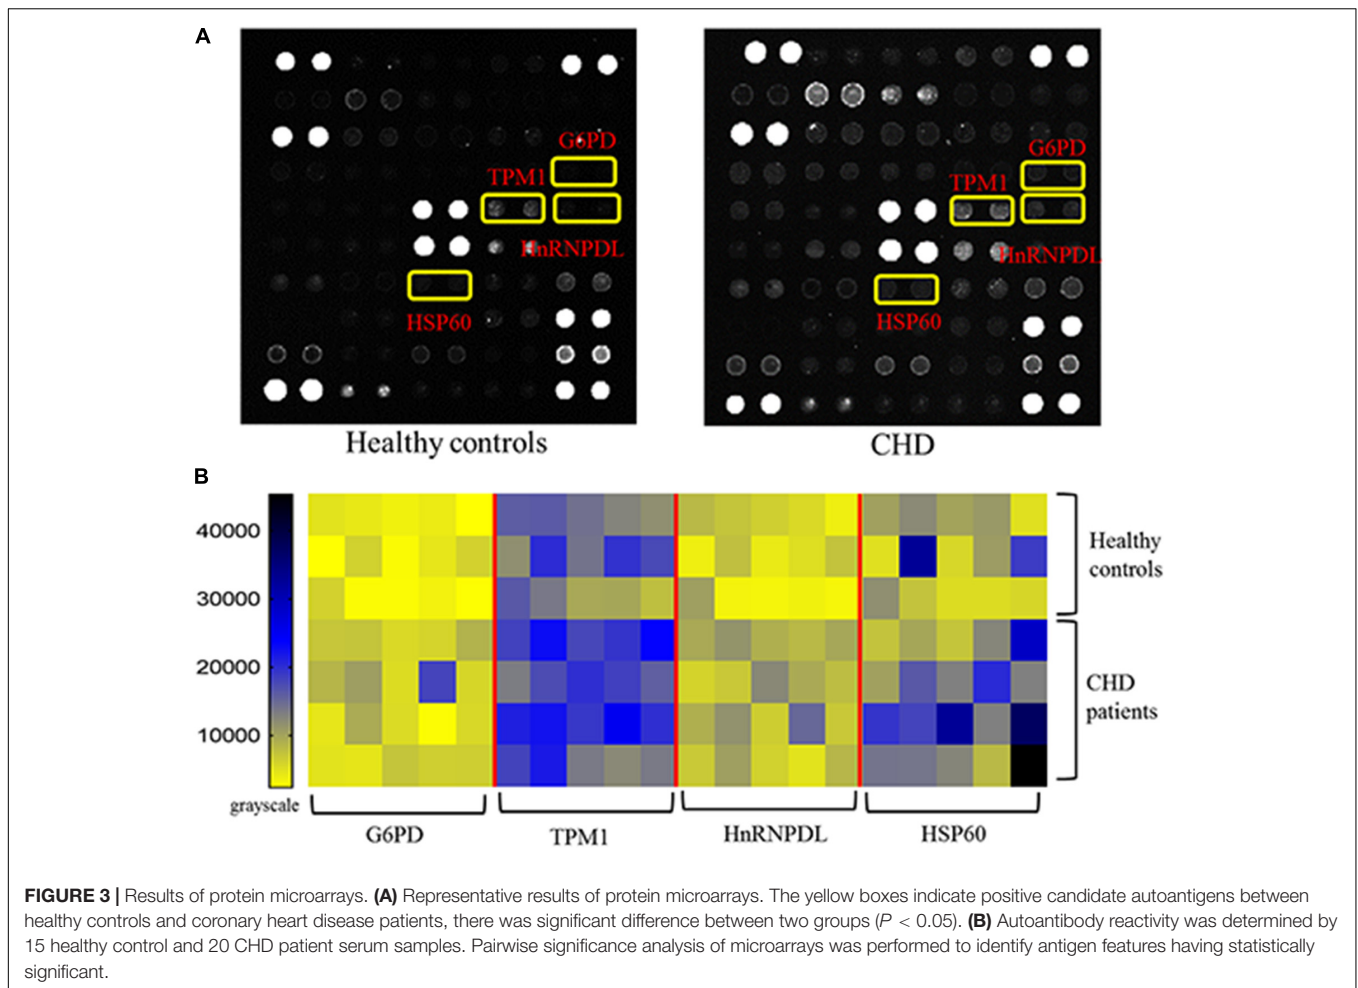 A
G6PD
TPM1
HnRNPDL
HSP60
Healthy controls
G6PD
TPM1
HnRNPDL
HSP60
CHD
B
40000
30000
20000
10000
grayscale
Healthy
controls
CHD
patients
G6PD
TPM1
HnRNPDL
HSP60
FIGURE 3 | Results of protein microarrays. (A) Representative results of protein microarrays. The yellow boxes indicate positive candidate autoantigens between
healthy controls and coronary heart disease patients, there was significant difference between two groups (P < 0.05). (B) Autoantibody reactivity was determined by
15 healthy control and 20 CHD patient serum samples. Pairwise significance analysis of microarrays was performed to identify antigen features having statistically
significant.